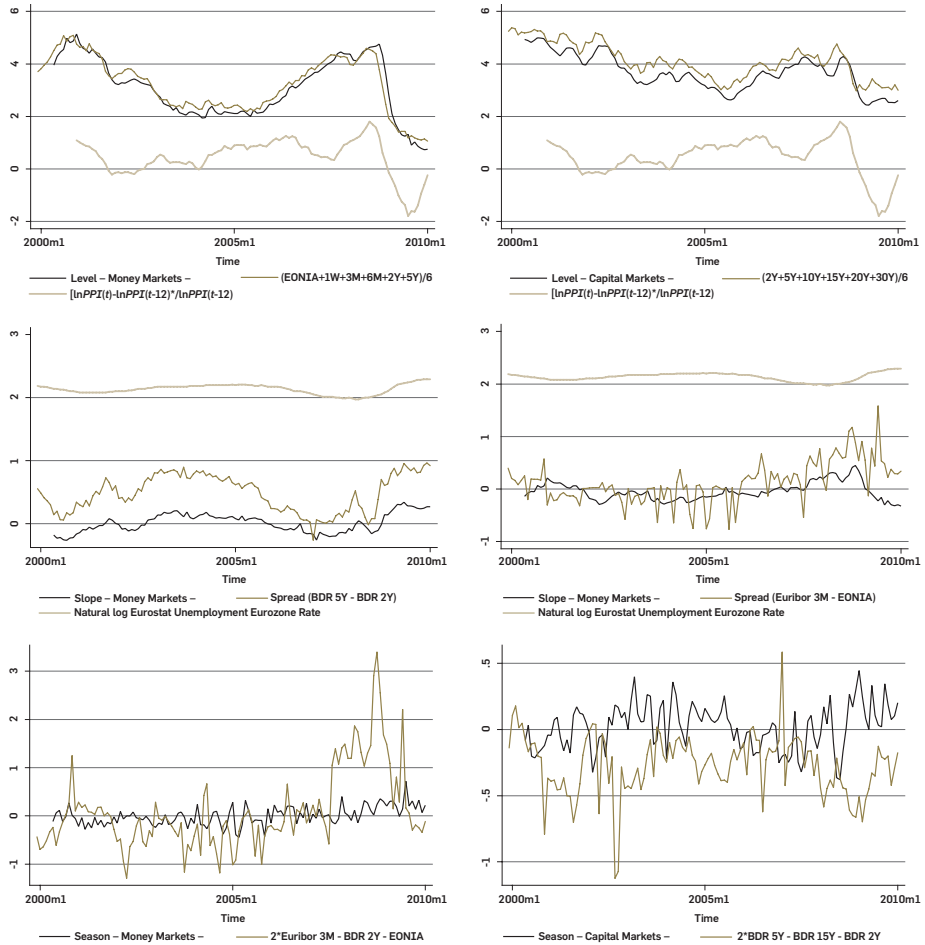 6
4
2
0
-2
2000m1 2005m1 2010m1
Time
Level – Money Markets – (EONIA+1W+3M+6M+2Y+5Y)/6
[lnPPI(t)-lnPPI(t-12)*/lnPPI(t-12)
6
4
2
0
-2
2000m1 2005m1 2010m1
Time
Level – Capital Markets – (2Y+5Y+10Y+15Y+20Y+30Y)/6
[lnPPI(t)-lnPPI(t-12)*/lnPPI(t-12)
3
2
1
0
2000m1 2005m1 2010m1
Time
Slope – Money Markets – Spread (BDR 5Y - BDR 2Y)
Natural log Eurostat Unemployment Eurozone Rate
3
2
1
0
-1
2000m1 2005m1 2010m1
Time
Slope – Money Markets – Spread (Euribor 3M - EONIA)
Natural log Eurostat Unemployment Eurozone Rate
3
2
1
0
-1
2000m1 2005m1 2010m1
Time
Season – Money Markets – 2*Euribor 3M - BDR 2Y - EONIA
.5
0
-.5
-1
2000m1 2005m1 2010m1
Time
Season – Capital Markets – 2*BDR 5Y - BDR 15Y - BDR 2Y